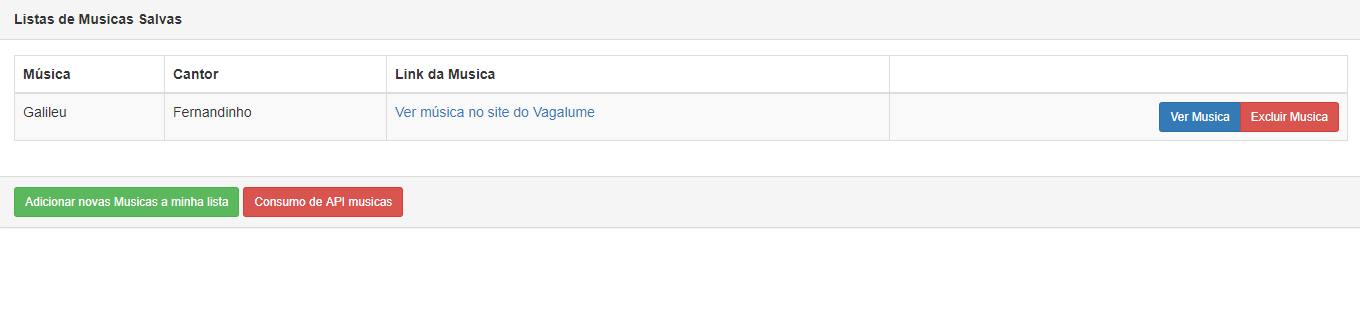 Listas de Musicas Salvas
Música Cantor Link da Musica
Galileu Fernandinho Ver música no site do Vagalume Ver Musica Excluir Musica
Adicionar novas Musicas a minha lista Consumo de API musicas